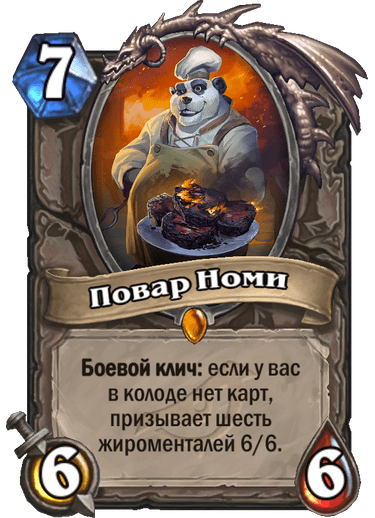 7
Повар Номи
Боевой клич: если у вас
в колоде нет карт,
призывает шесть
жироменталей 6/6.
6
6